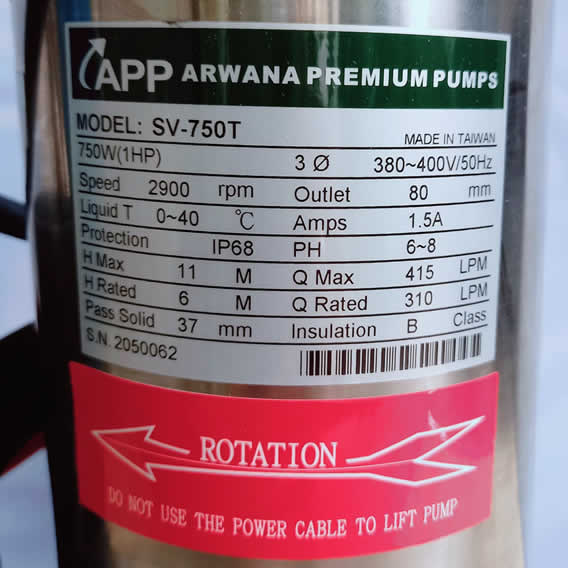 APP ARWANA PREMIUM PUMPS
MODEL: SV-750T MADE IN TAIWAN
750W(1HP) 3 Ø 380~400V/50Hz
Speed 2900 rpm Outlet 80 mm
Liquid T 0~40 ℃ Amps 1.5A
Protection IP68 PH 6~8
H Max 11 M Q Max 415 LPM
H Rated 6 M Q Rated 310 LPM
Pass Solid 37 mm Insulation B Class
S.N. 2050062
ROTATION
DO NOT USE THE POWER CABLE TO LIFT PUMP